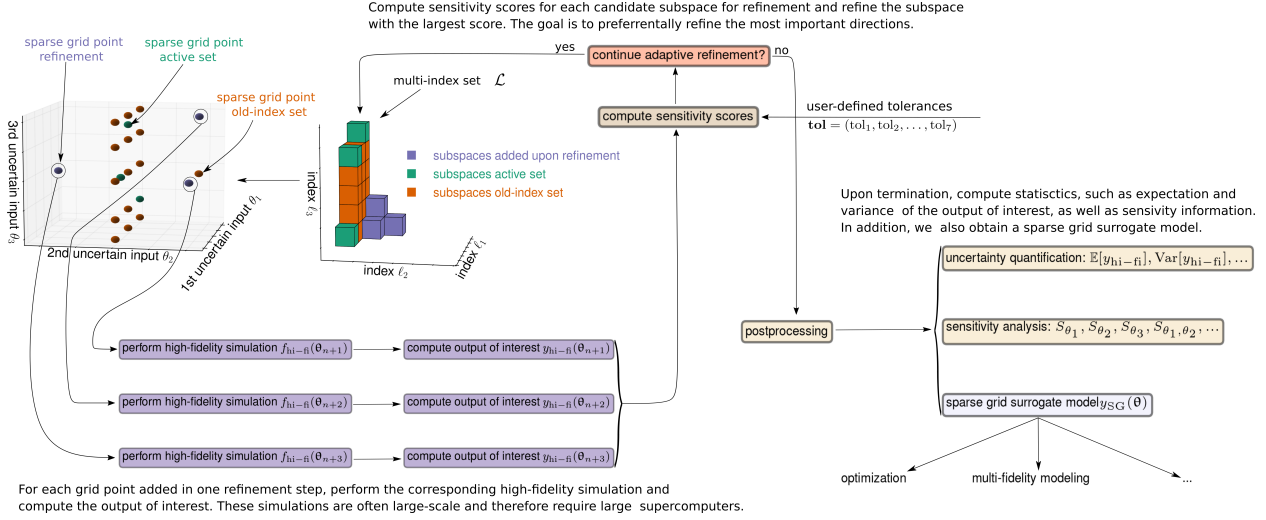 Compute sensitivity scores for each candidate subspace for refinement and refine the subspace
with the largest score. The goal is to preferrentally refine the most important directions.
sparse grid point
refinement
sparse grid point
active set
sparse grid point
old-index set
3rd uncertain input θ₃
2nd uncertain input θ₂
1st uncertain input θ₁
multi-index set ℒ
index ℓ₃
index ℓ₂
index ℓ₁
subspaces added upon refinement
subspaces active set
subspaces old-index set
yes
continue adaptive refinement?
no
compute sensitivity scores
user-defined tolerances
tol = (tol₁, tol₂, . . . , tol₇)
perform high-fidelity simulation f_hi−fi(θₙ₊₁)
compute output of interest y_hi−fi(θₙ₊₁)
perform high-fidelity simulation f_hi−fi(θₙ₊₂)
compute output of interest y_hi−fi(θₙ₊₂)
perform high-fidelity simulation f_hi−fi(θₙ₊₃)
compute output of interest y_hi−fi(θₙ₊₃)
For each grid point added in one refinement step, perform the corresponding high-fidelity simulation and
compute the output of interest. These simulations are often large-scale and therefore require large supercomputers.
postprocessing
Upon termination, compute statisctics, such as expectation and
variance of the output of interest, as well as sensivity information.
In addition, we also obtain a sparse grid surrogate model.
uncertainty quantification: 𝔼[y_hi−fi], Var[y_hi−fi], ...
sensitivity analysis: S_θ₁, S_θ₂, S_θ₃, S_θ₁,θ₂, ...
sparse grid surrogate model y_SG(θ)
optimization
multi-fidelity modeling
...